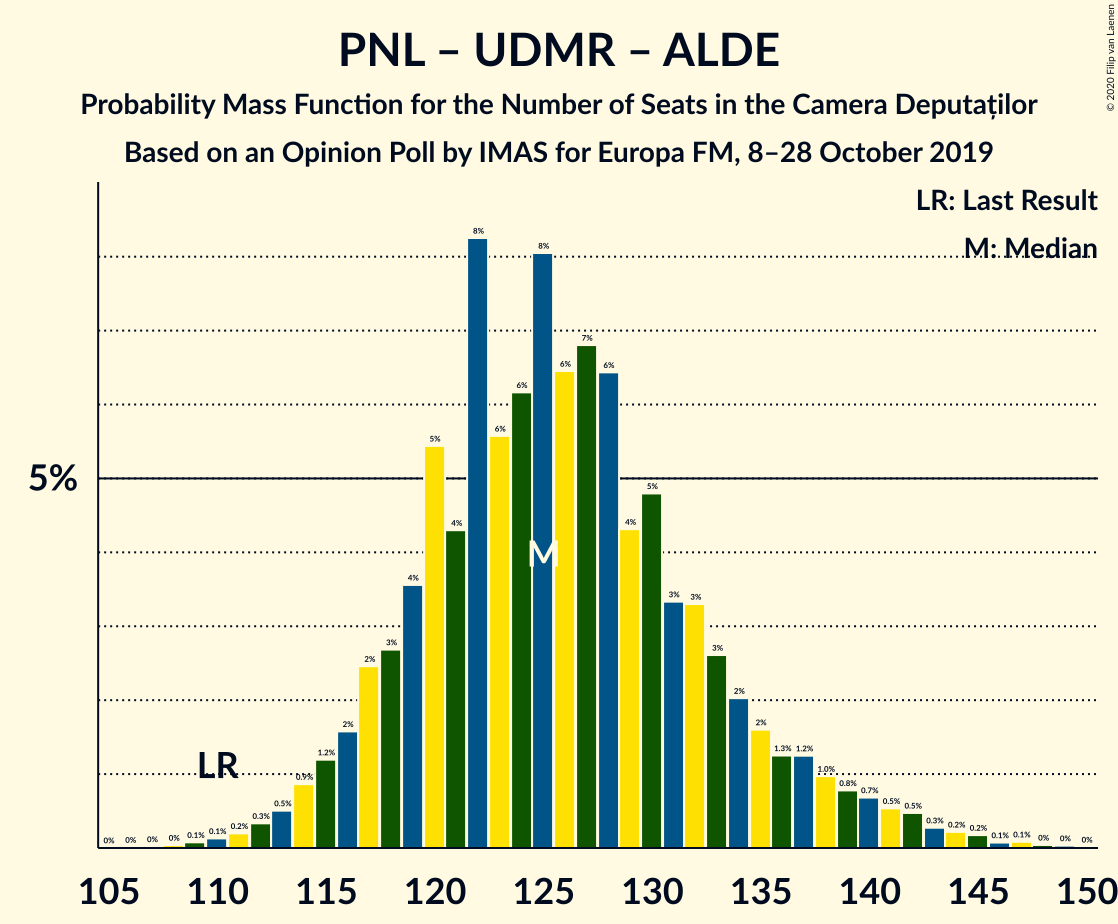 PNL – UDMR – ALDE
Probability Mass Function for the Number of Seats in the Camera Deputaților
Based on an Opinion Poll by IMAS for Europa FM, 8–28 October 2019
© 2020 Filip van Laenen
LR: Last Result
M: Median
5%
0% 0% 0% 0% 0.1% 0.1% 0.2% 0.3% 0.5% 0.9% 1.2% 2% 2% 3% 4% 5% 4% 8% 6% 6% 8% 6% 7% 6% 4% 5% 3% 3% 3% 2% 2% 1.3% 1.2% 1.0% 0.8% 0.7% 0.5% 0.5% 0.3% 0.2% 0.2% 0.1% 0.1% 0% 0% 0%
M
LR
105 110 115 120 125 130 135 140 145 150